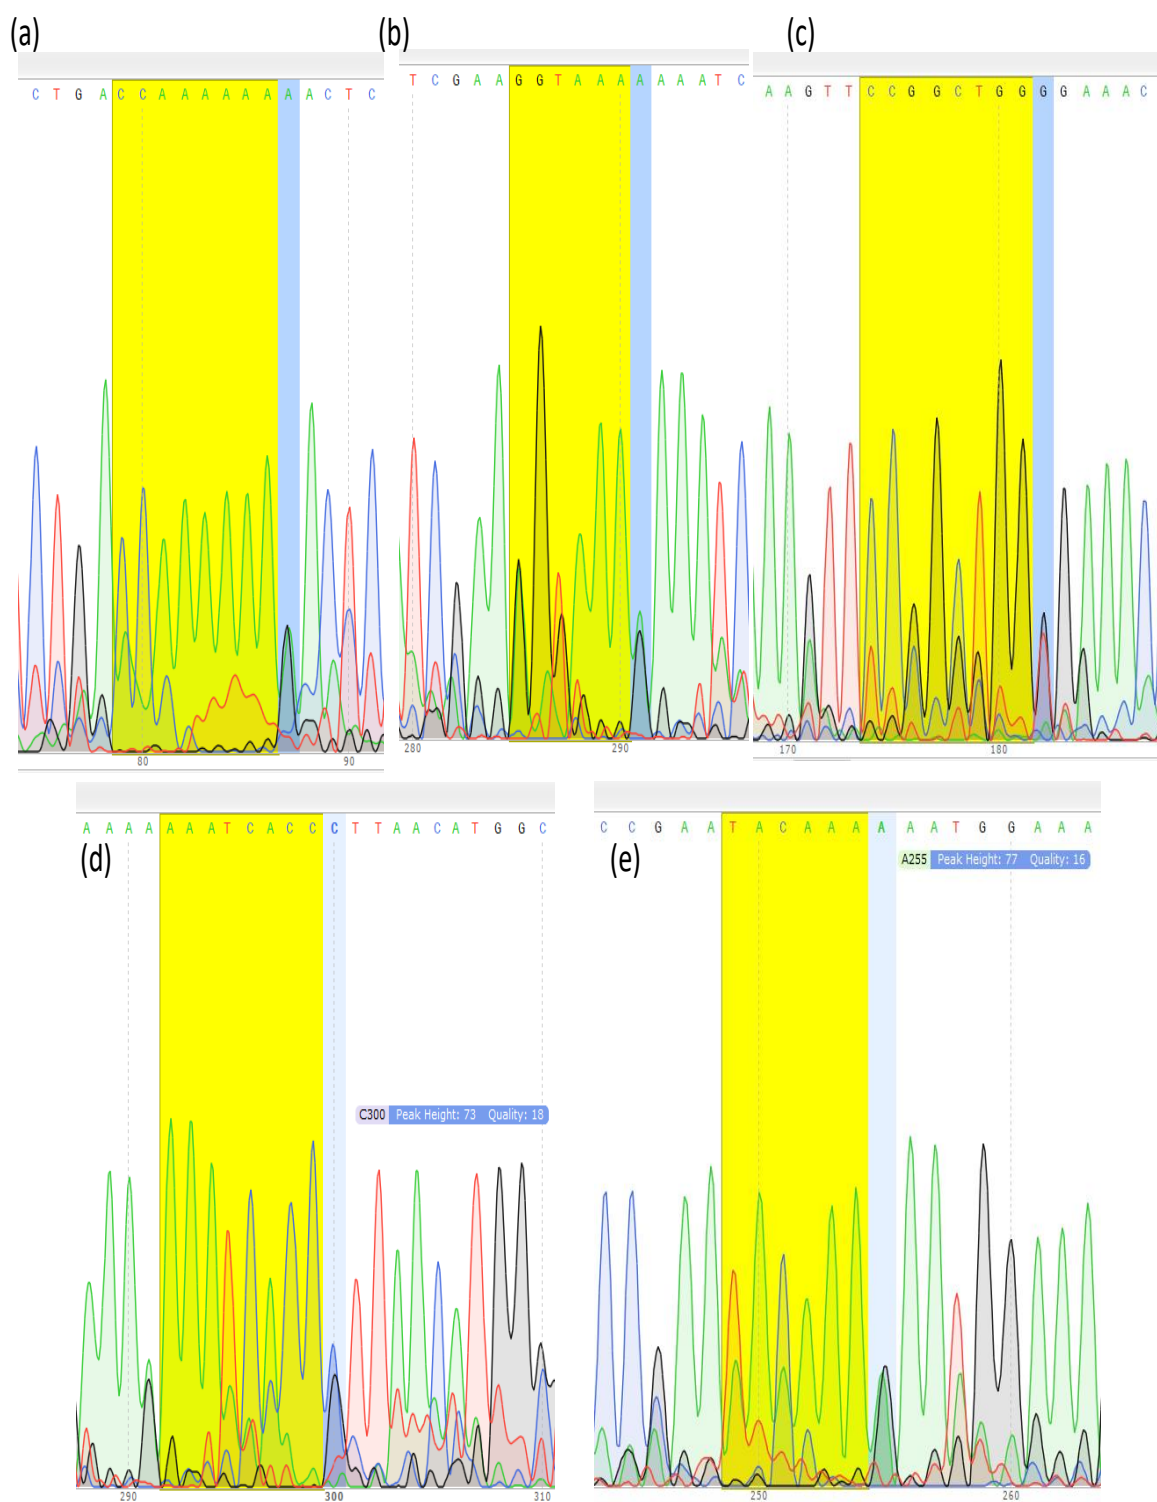 (a) (b) (c)
C T G A C C A A A A A A A A C T C
T C G A A G G T A A A A A A A T C
A A G T T C C G G C T G G G G A A A C
80 90
280 290
170 180
A A A A A A A T C A C C C T T A A C A T G G C
C C G A A T A C A A A A A A T G G A A A
(d) (e)
A255 Peak Height: 77 Quality: 16
C300 Peak Height: 73 Quality: 18
290 300 310
250 260